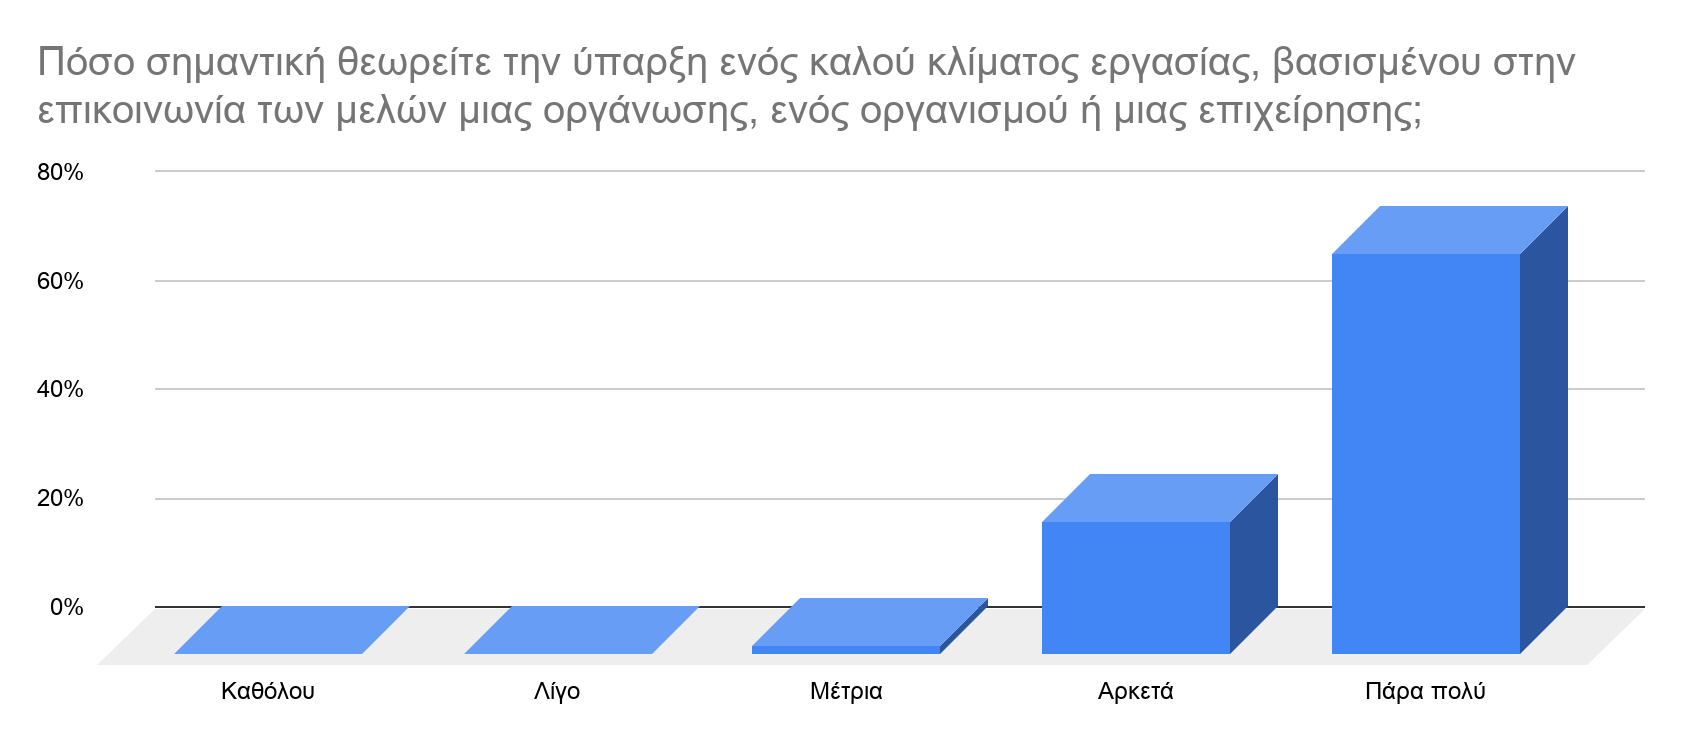 Πόσο σημαντική θεωρείτε την ύπαρξη ενός καλού κλίματος εργασίας, βασισμένου στην
επικοινωνία των μελών μιας οργάνωσης, ενός οργανισμού ή μιας επιχείρησης;
80%
60%
40%
20%
0%
Καθόλου
Λίγο
Μέτρια
Αρκετά
Πάρα πολύ